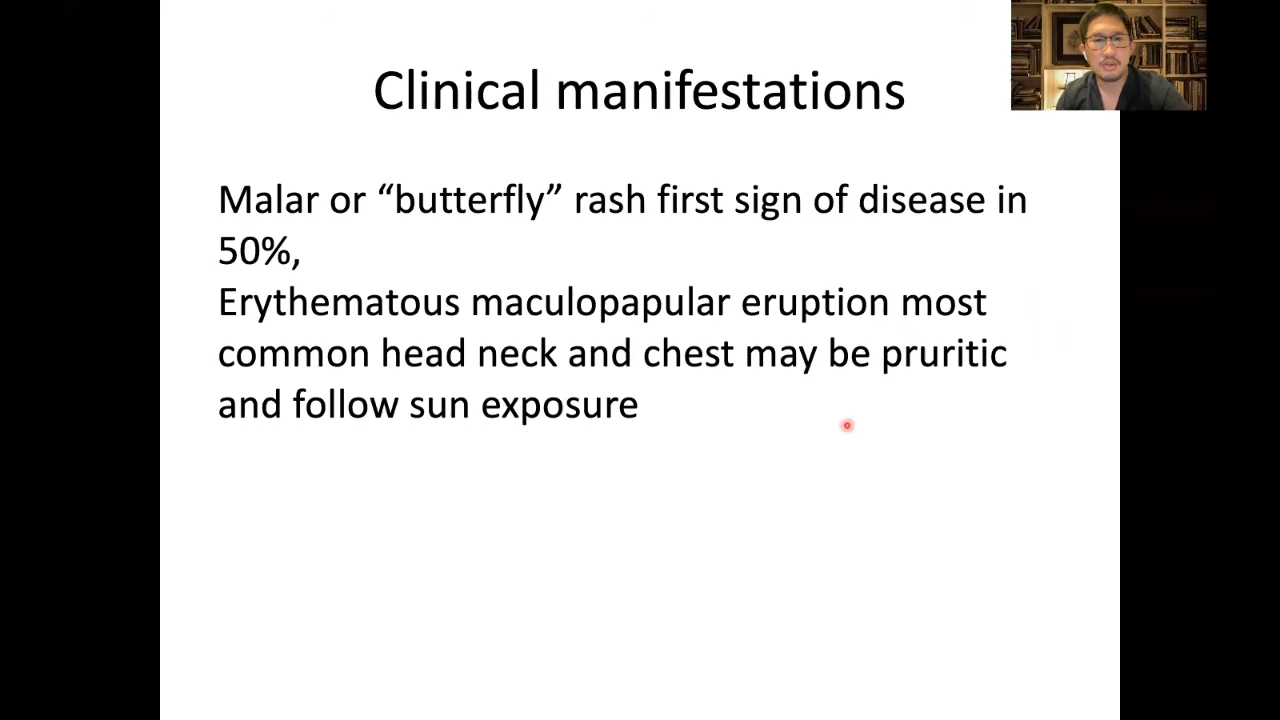 Clinical manifestations
Malar or “butterfly” rash first sign of disease in
50%,
Erythematous maculopapular eruption most
common head neck and chest may be pruritic
and follow sun exposure